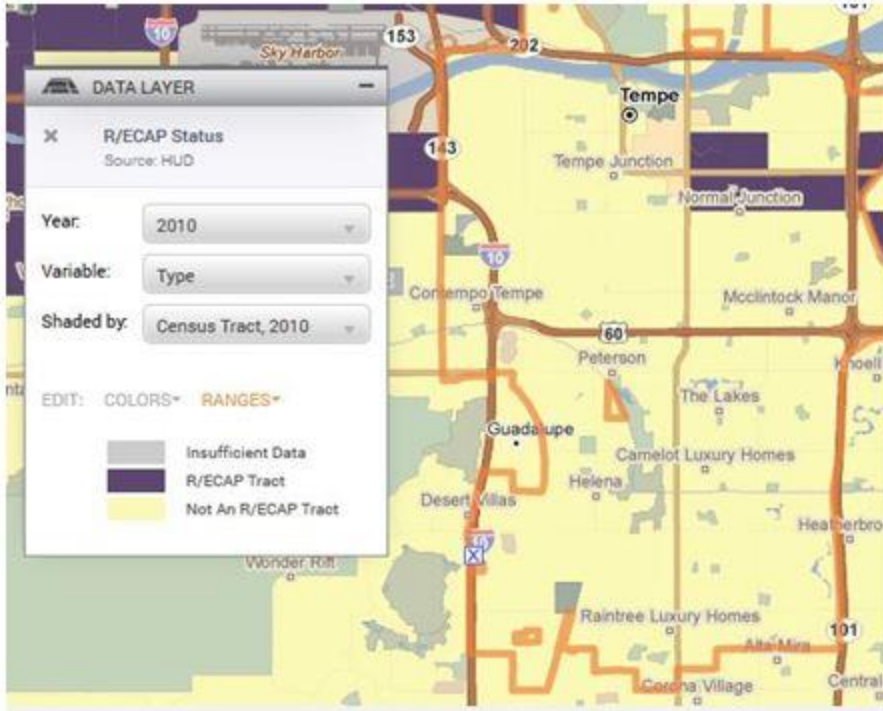 101
10
153
202
Sky Harbor
DATA LAYER
R/ECAP Status
Source: HUD
Year:
2010
Variable:
Type
Shaded by:
Census Tract, 2010
EDIT: COLORS RANGES
Insufficient Data
R/ECAP Tract
Not An R/ECAP Tract
Tempe
143
Tempe Junction
Normal Junction
10
Contempo Tempe
Mcclintock Manor
60
Peterson
Knoell
The Lakes
Guadalupe
Camelot Luxury Homes
Helena
Desert Villas
Heatherbro
Wonder Rift
X
Raintree Luxury Homes
101
Alta Mira
Corona Village
Central